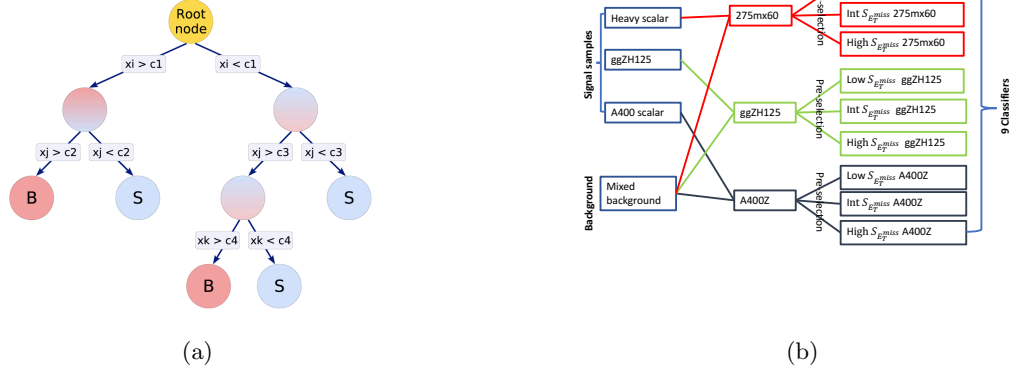 Root
node
xi > c1
xi < c1
xj > c2
xj < c2
xj > c3
xj < c3
B
S
S
xk > c4
xk < c4
B
S
(a)
Signal samples
Heavy scalar
ggZH125
A400 scalar
Background
Mixed
background
275mx60
ggZH125
A400Z
-selection
Pre-selection
Pre-selection
Int S_{E_T^{miss}} 275mx60
High S_{E_T^{miss}} 275mx60
Low S_{E_T^{miss}} ggZH125
Int S_{E_T^{miss}} ggZH125
High S_{E_T^{miss}} ggZH125
Low S_{E_T^{miss}} A400Z
Int S_{E_T^{miss}} A400Z
High S_{E_T^{miss}} A400Z
9 Classifiers
(b)